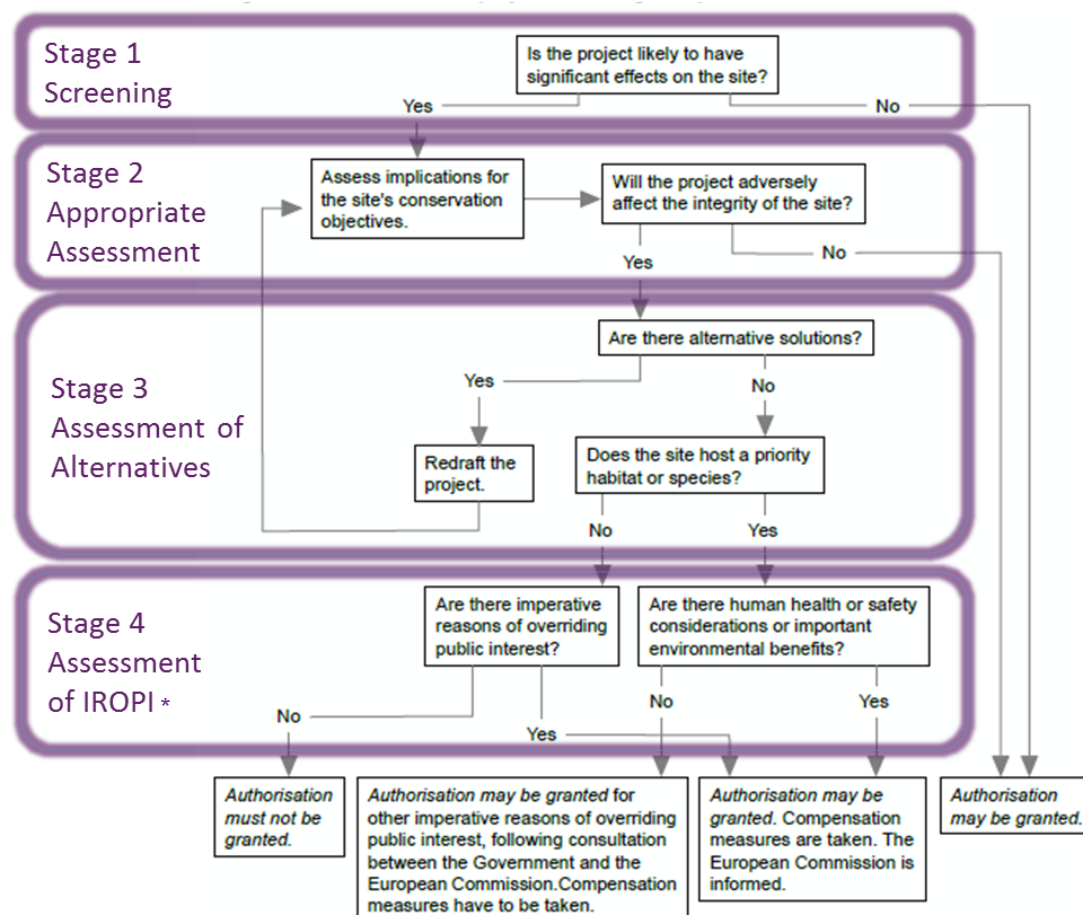 Stage 1
Screening
Is the project likely to have
significant effects on the site?
Yes
No
Stage 2
Appropriate
Assessment
Assess implications for
the site's conservation
objectives.
Will the project adversely
affect the integrity of the site?
Yes
No
Stage 3
Assessment of
Alternatives
Are there alternative solutions?
Yes
No
Redraft the
project.
Does the site host a priority
habitat or species?
No
Yes
Stage 4
Assessment
of IROPI *
Are there imperative
reasons of overriding
public interest?
Are there human health or safety
considerations or important
environmental benefits?
No
Yes
No
Yes
Authorisation
must not be
granted.
Authorisation may be granted for
other imperative reasons of overriding
public interest, following consultation
between the Government and the
European Commission.Compensation
measures have to be taken.
Authorisation may be
granted. Compensation
measures are taken. The
European Commission is
informed.
Authorisation
may be granted.